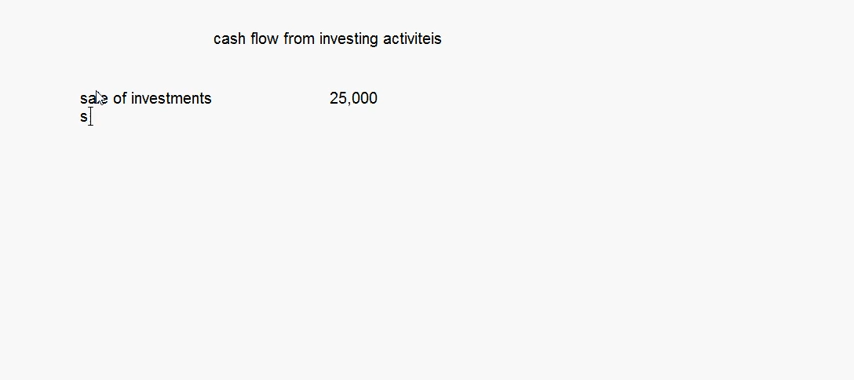 cash flow from investing activiteis
sale of investments 25,000
s